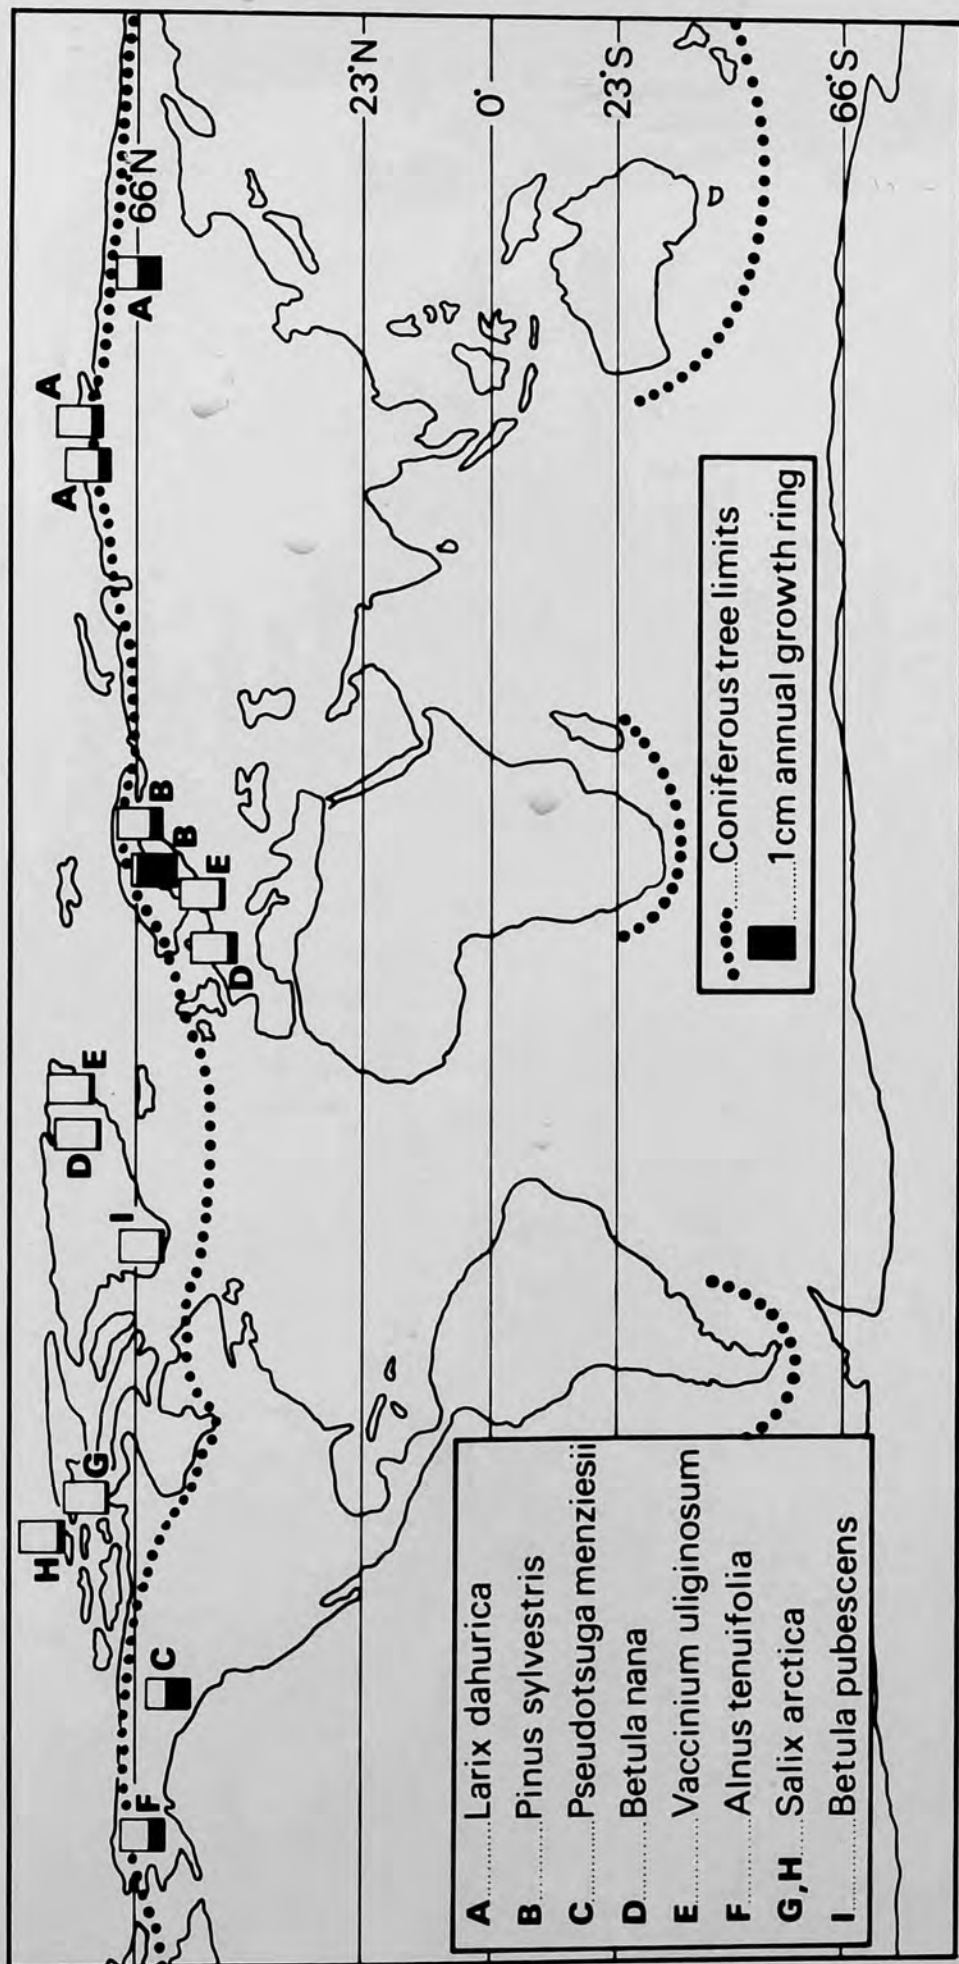 H
G
E
D
I
A
A
A
66°N
F
C
B
B
E
D
23°N
0°
23°S
66°S
A..........Larix dahurica
B..........Pinus sylvestris
C..........Pseudotsuga menziesii
D..........Betula nana
E..........Vaccinium uliginosum
F..........Alnus tenuifolia
G,H.....Salix arctica
I..........Betula pubescens
.....Coniferous tree limits
.....1cm annual growth ring